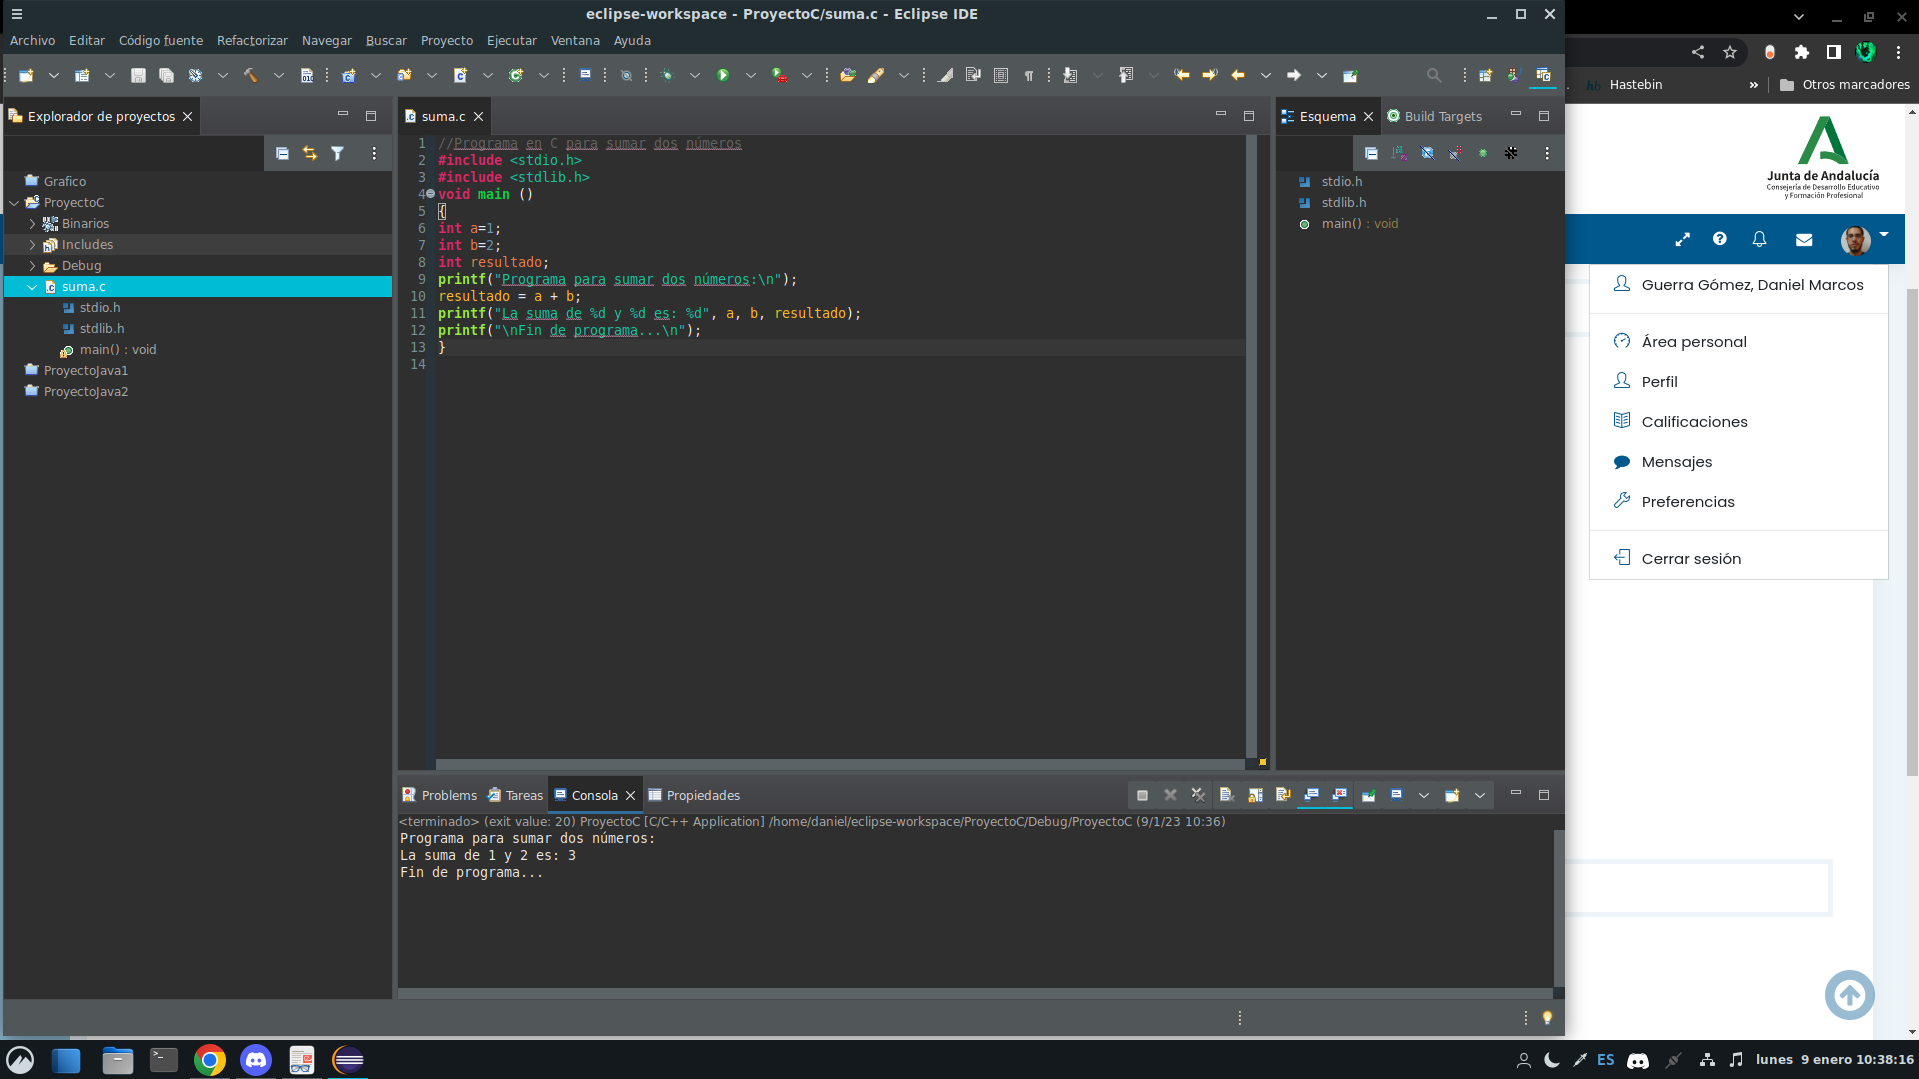 eclipse-workspace - ProyectoC/suma.c - Eclipse IDE
Archivo Editar Código fuente Refactorizar Navegar Buscar Proyecto Ejecutar Ventana Ayuda
Explorador de proyectos
Grafico
ProyectoC
Binarios
Includes
Debug
suma.c
stdio.h
stdlib.h
main() : void
ProyectoJava1
ProyectoJava2
suma.c
1 //Programa en C para sumar dos números
2 #include <stdio.h>
3 #include <stdlib.h>
4 void main ()
5 {
6 int a=1;
7 int b=2;
8 int resultado;
9 printf("Programa para sumar dos números:\n");
10 resultado = a + b;
11 printf("La suma de %d y %d es: %d", a, b, resultado);
12 printf("\nFin de programa...\n");
13 }
14
Esquema Build Targets
stdio.h
stdlib.h
main() : void
Problems Tareas Consola Propiedades
<terminado> (exit value: 20) ProyectoC [C/C++ Application] /home/daniel/eclipse-workspace/ProyectoC/Debug/ProyectoC (9/1/23 10:36)
Programa para sumar dos números:
La suma de 1 y 2 es: 3
Fin de programa...
Hastebin » Otros marcadores
Junta de Andalucía
Consejería de Desarrollo Educativo
y Formación Profesional
Guerra Gómez, Daniel Marcos
Área personal
Perfil
Calificaciones
Mensajes
Preferencias
Cerrar sesión
ES lunes 9 enero 10:38:16